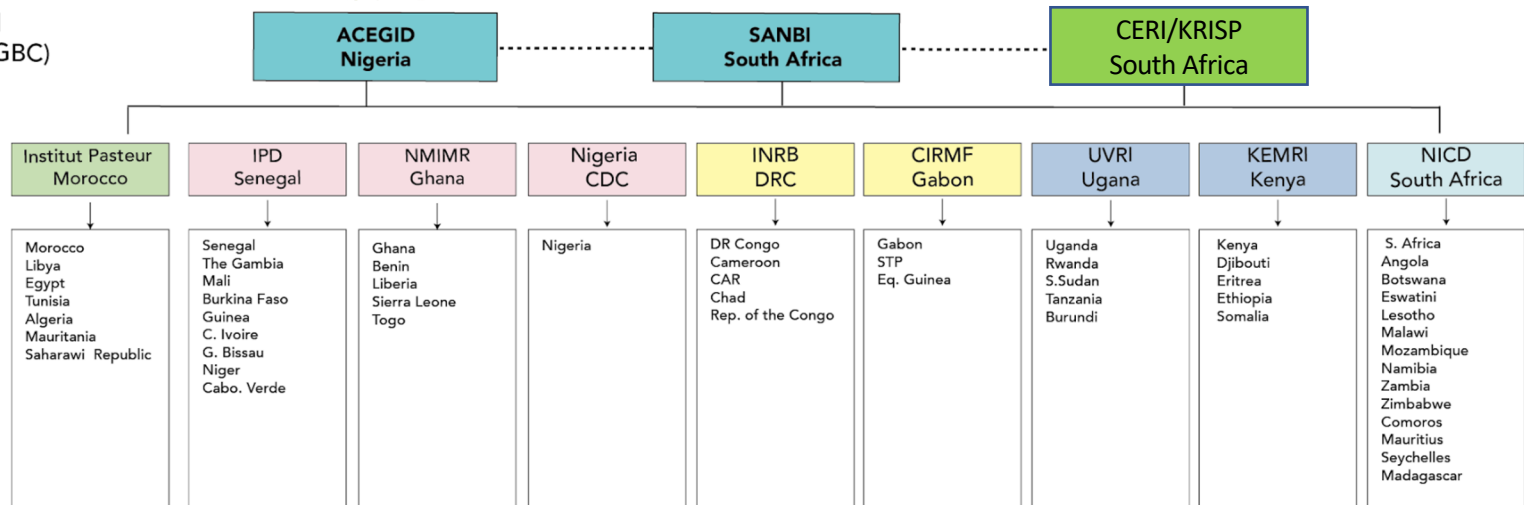 GBC)
ACEGID
Nigeria
SANBI
South Africa
CERI/KRISP
South Africa
Institut Pasteur
Morocco
IPD
Senegal
NMIMR
Ghana
Nigeria
CDC
INRB
DRC
CIRMF
Gabon
UVRI
Ugana
KEMRI
Kenya
NICD
South Africa
Morocco
Libya
Egypt
Tunisia
Algeria
Mauritania
Saharawi Republic
Senegal
The Gambia
Mali
Burkina Faso
Guinea
C. Ivoire
G. Bissau
Niger
Cabo. Verde
Ghana
Benin
Liberia
Sierra Leone
Togo
Nigeria
DR Congo
Cameroon
CAR
Chad
Rep. of the Congo
Gabon
STP
Eq. Guinea
Uganda
Rwanda
S.Sudan
Tanzania
Burundi
Kenya
Djibouti
Eritrea
Ethiopia
Somalia
S. Africa
Angola
Botswana
Eswatini
Lesotho
Malawi
Mozambique
Namibia
Zambia
Zimbabwe
Comoros
Mauritius
Seychelles
Madagascar